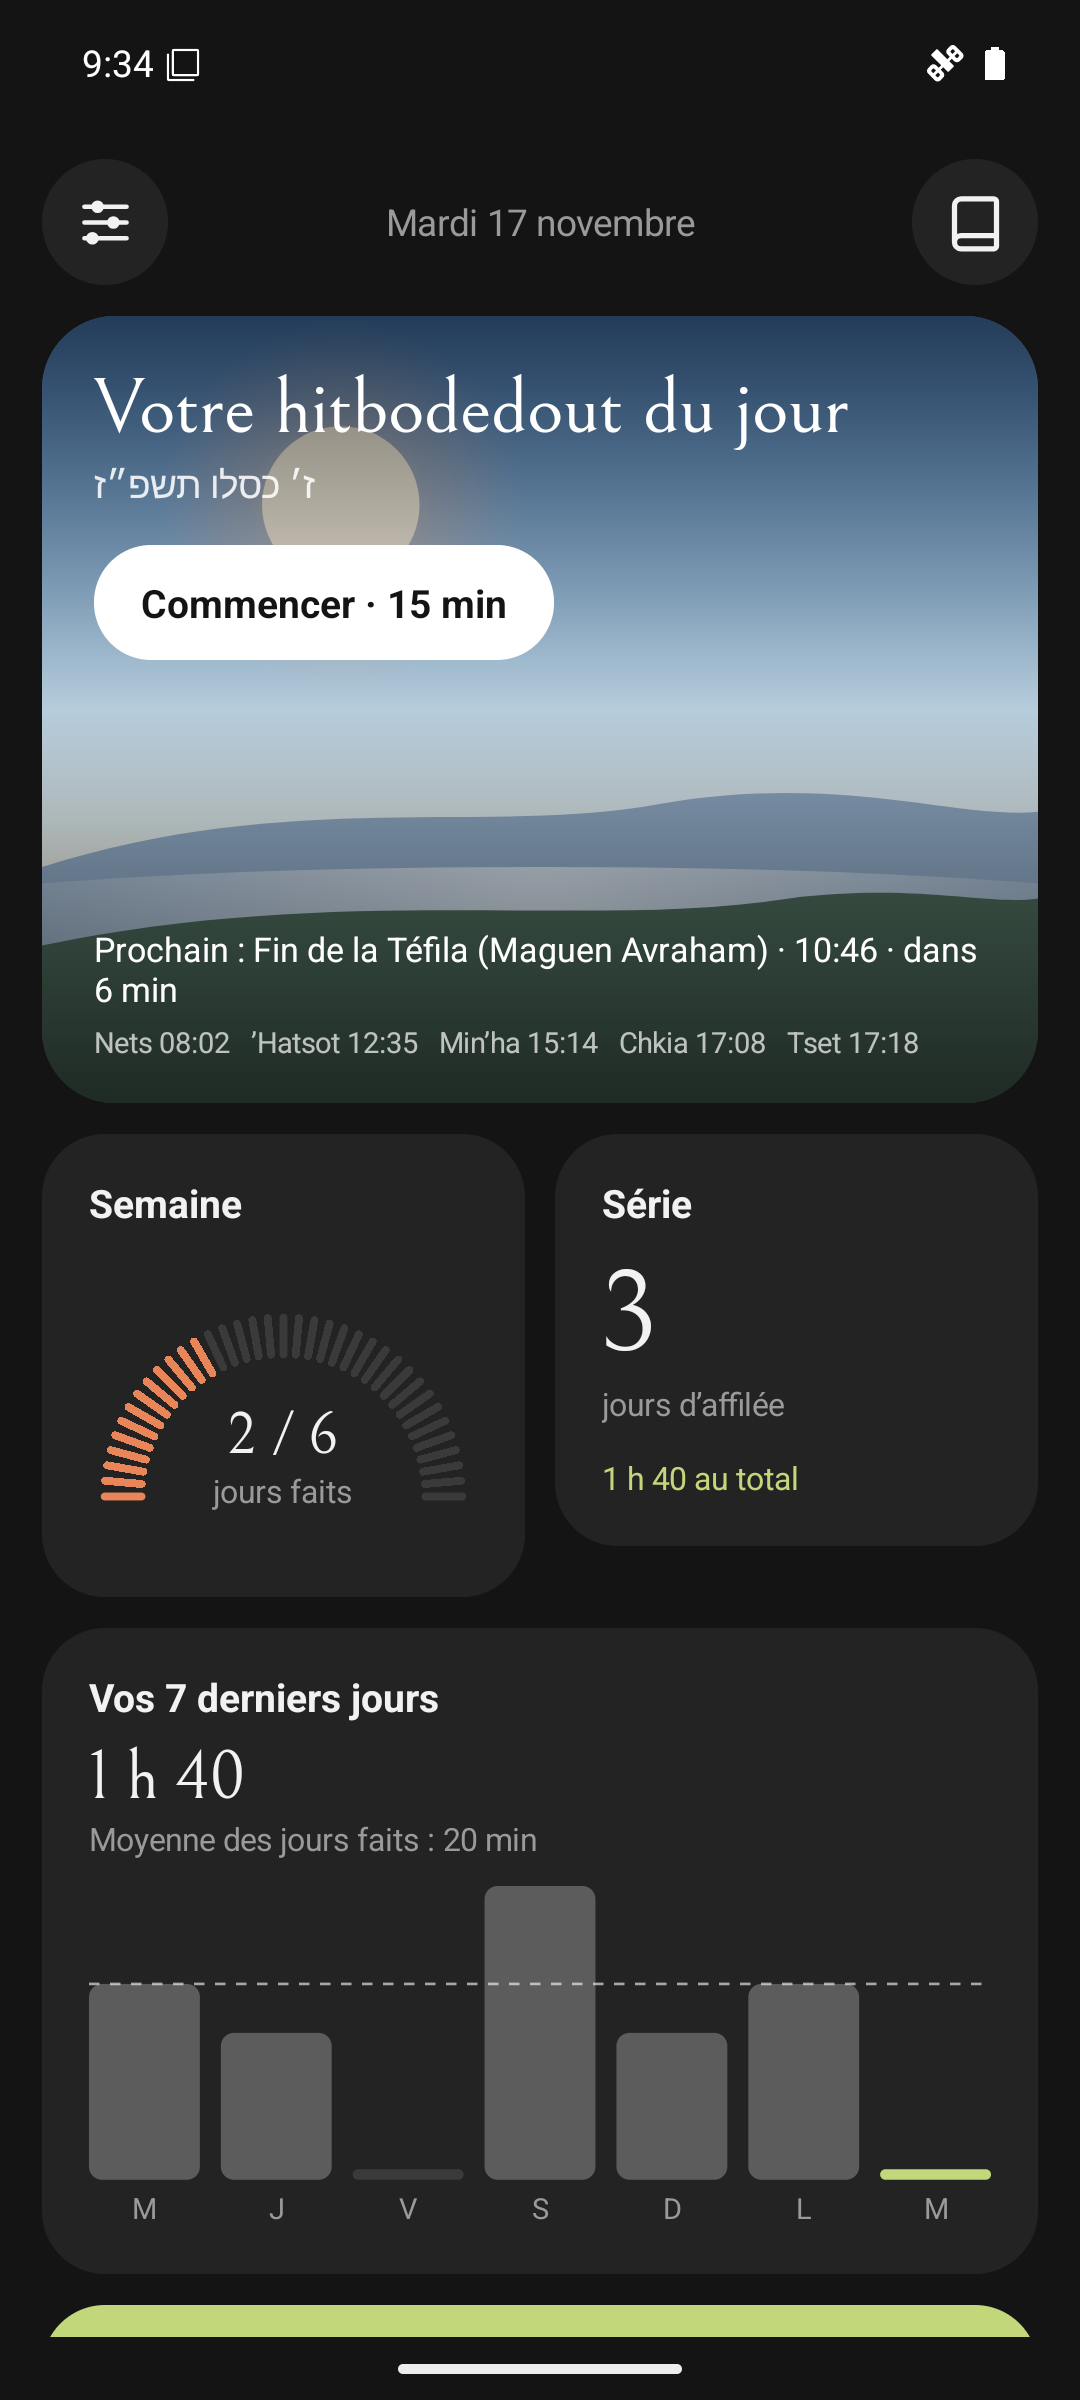 9:34
Mardi 17 novembre
Votre hitbodedout du jour
ז׳ כסלו תשפ״ז
Commencer · 15 min
Prochain : Fin de la Téfila (Maguen Avraham) · 10:46 · dans
6 min
Nets 08:02 ’Hatsot 12:35 Min’ha 15:14 Chkia 17:08 Tset 17:18
Semaine
2 / 6
jours faits
Série
3
jours d’affilée
1 h 40 au total
Vos 7 derniers jours
1 h 40
Moyenne des jours faits : 20 min
M J V S D L M